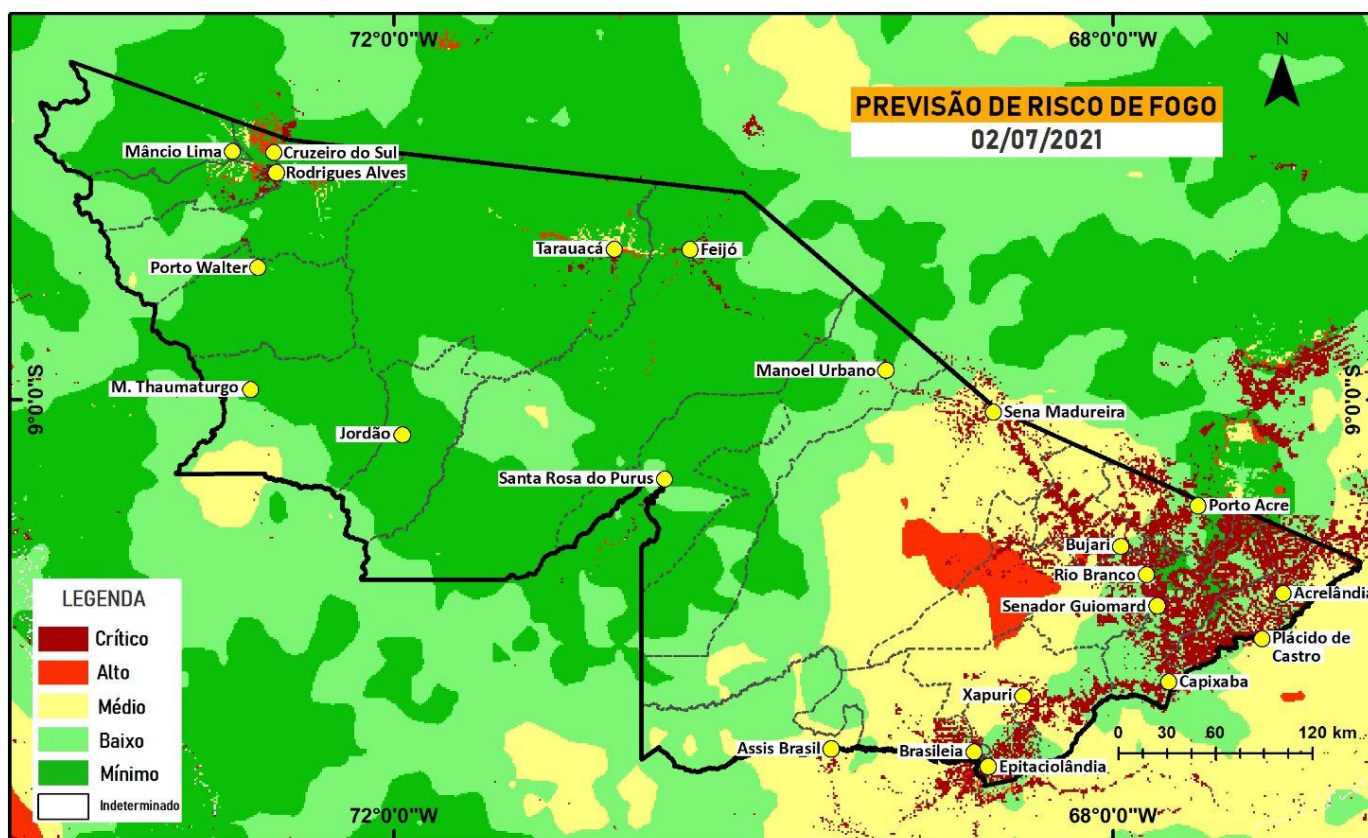 72°0'0"W
68°0'0"W
N
PREVISÃO DE RISCO DE FOGO
02/07/2021
Mâncio Lima
Cruzeiro do Sul
Rodrigues Alves
Tarauacá
Feijó
Porto Walter
Manoel Urbano
M. Thaumaturgo
9°0'0"S
9°0'0"S
Sena Madureira
Jordão
Santa Rosa do Purus
Porto Acre
Bujari
Rio Branco
Acrelândia
Senador Guiomard
Plácido de
Castro
Capixaba
Xapuri
Assis Brasil
Brasileia
Epitaciolândia
0 30 60 120 km
LEGENDA
Crítico
Alto
Médio
Baixo
Mínimo
Indeterminado
72°0'0"W
68°0'0"W